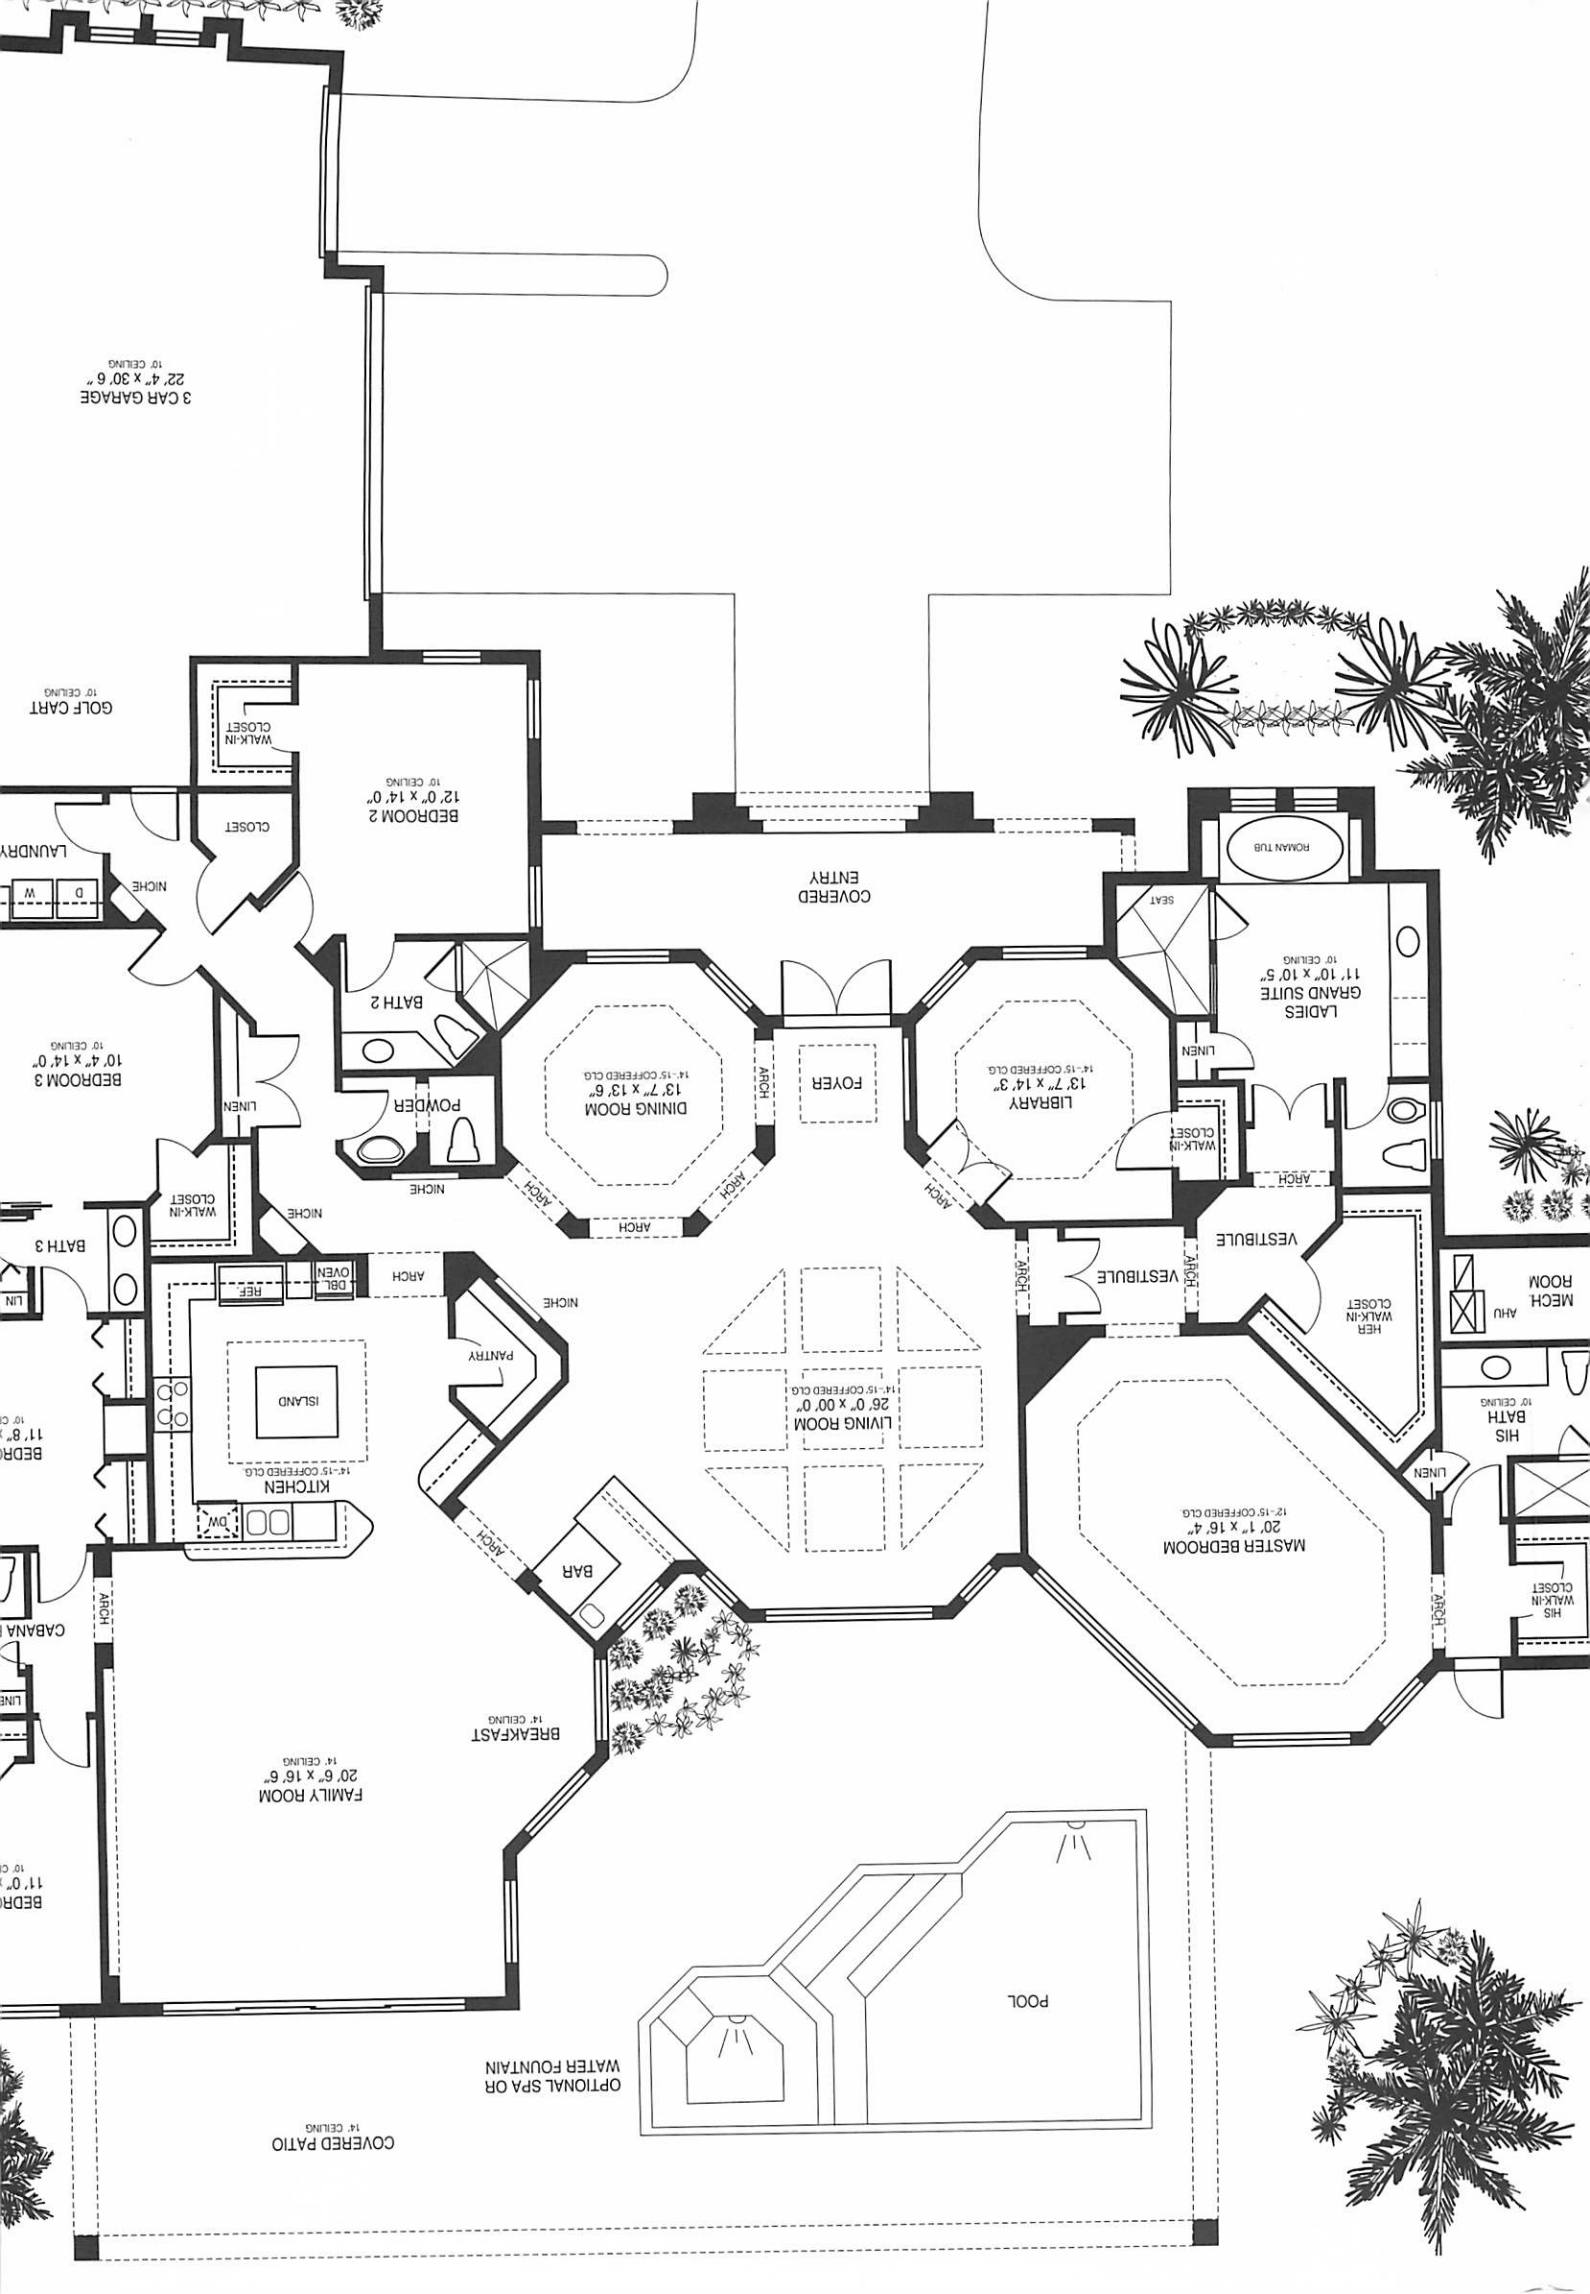 COVERED PATIO
14'. CEILING
OPTIONAL SPA OR
WATER FOUNTAIN
POOL
FAMILY ROOM
20' 6" x 16' 6"
14'. CEILING
BREAKFAST
14'. CEILING
MASTER BEDROOM
20' 1" x 16' 4"
12'-15' COFFERED CLG.
ARCH
HIS
WALK-IN
CLOSET
ARCH
BAR
ARCH
KITCHEN
14'-15' COFFERED CLG.
DW
ISLAND
PANTRY
REF.
DBL
OVEN
ARCH
NICHE
LIVING ROOM
26' 0" x 00' 0"
14'-15' COFFERED CLG.
HIS
BATH
10'. CEILING
LINEN
HER
WALK-IN
CLOSET
MECH.
ROOM
AHU
VESTIBULE
VESTIBULE
ARCH
ARCH
ARCH
LIN
BATH 3
WALK-IN
CLOSET
NICHE
NICHE
ARCH
ARCH
ARCH
ARCH
DINING ROOM
13' 7" x 13' 6"
14'-15' COFFERED CLG.
ARCH
FOYER
LIBRARY
13' 7" x 14' 3"
14'-15' COFFERED CLG.
WALK-IN
CLOSET
LINEN
LADIES
GRAND SUITE
11' 10" x 10' 5"
10'. CEILING
SEAT
ROMAN TUB
POWDER
LINEN
BEDROOM 3
10' 4" x 14' 0"
10'. CEILING
BATH 2
COVERED
ENTRY
BEDROOM 2
12' 0" x 14' 0"
10'. CEILING
WALK-IN
CLOSET
CLOSET
NICHE
LAUNDRY
D
W
GOLF CART
10'. CEILING
3 CAR GARAGE
22' 4" x 30' 6"
10'. CEILING
CABANA
ARCH
11' 8"
11' 0"